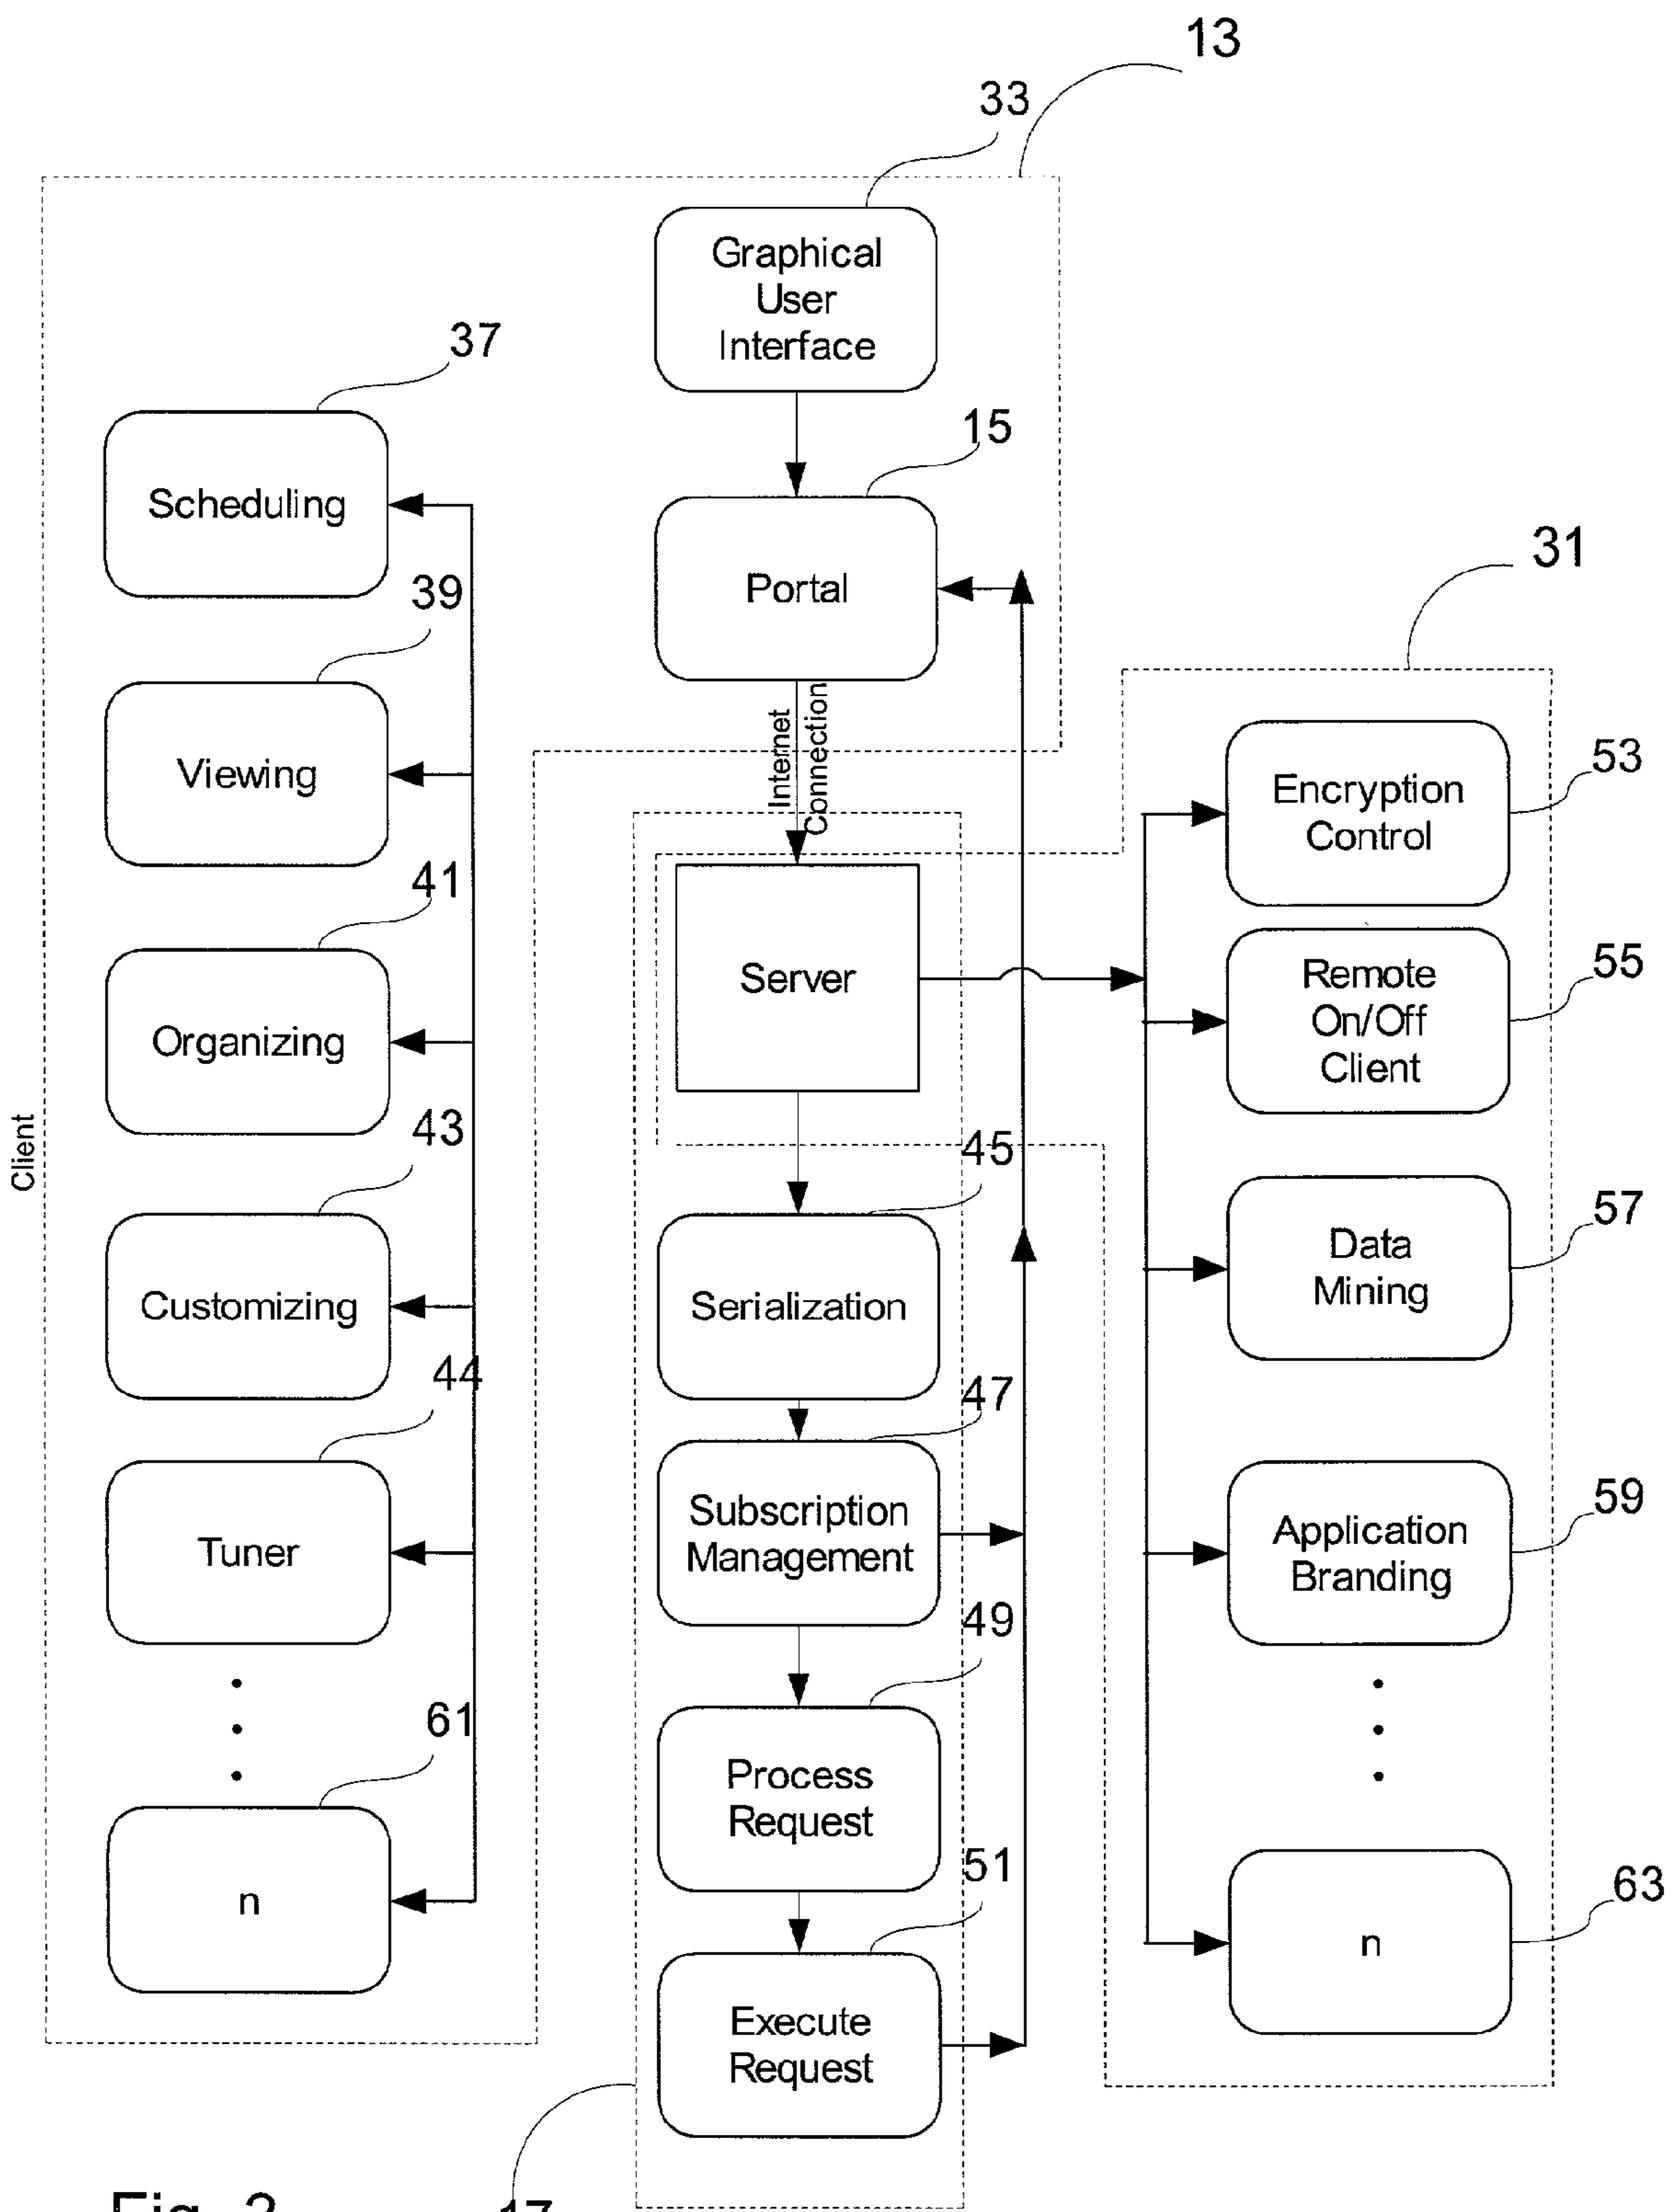 13
33
Graphical
User
Interface
37
15
Scheduling
Portal
31
39
Internet
Connection
Viewing
Encryption
Control
53
41
Server
Remote
On/Off
Client
55
Organizing
Client
43
45
57
Data
Mining
Customizing
Serialization
44
47
59
Subscription
Management
Application
Branding
Tuner
49
61
Process
Request
51
63
n
n
Execute
Request